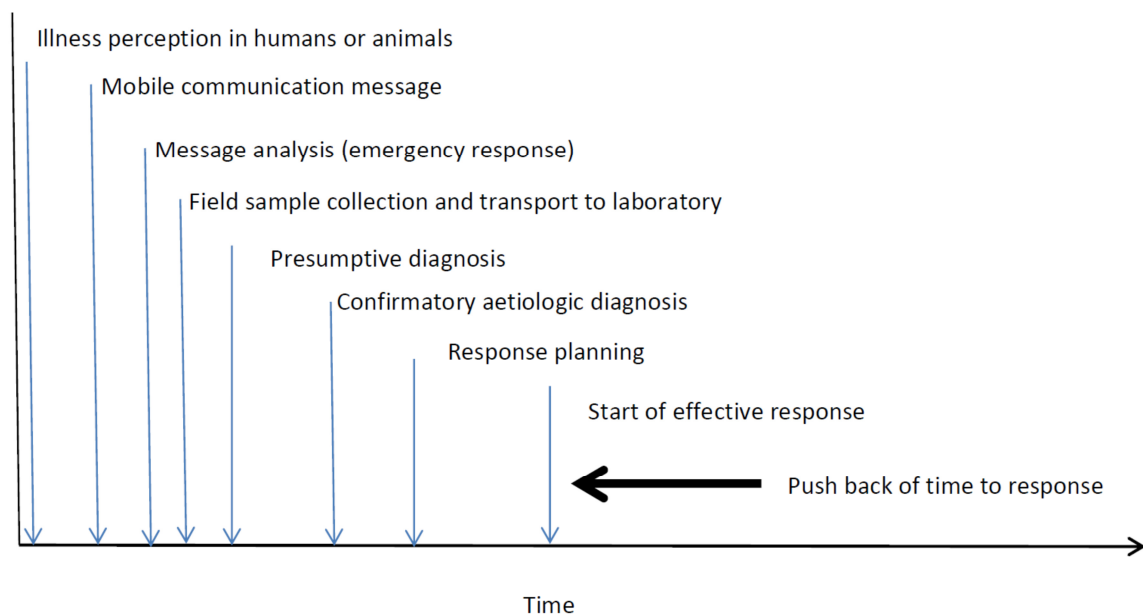 Illness perception in humans or animals
Mobile communication message
Message analysis (emergency response)
Field sample collection and transport to laboratory
Presumptive diagnosis
Confirmatory aetiologic diagnosis
Response planning
Start of effective response
Push back of time to response
Time